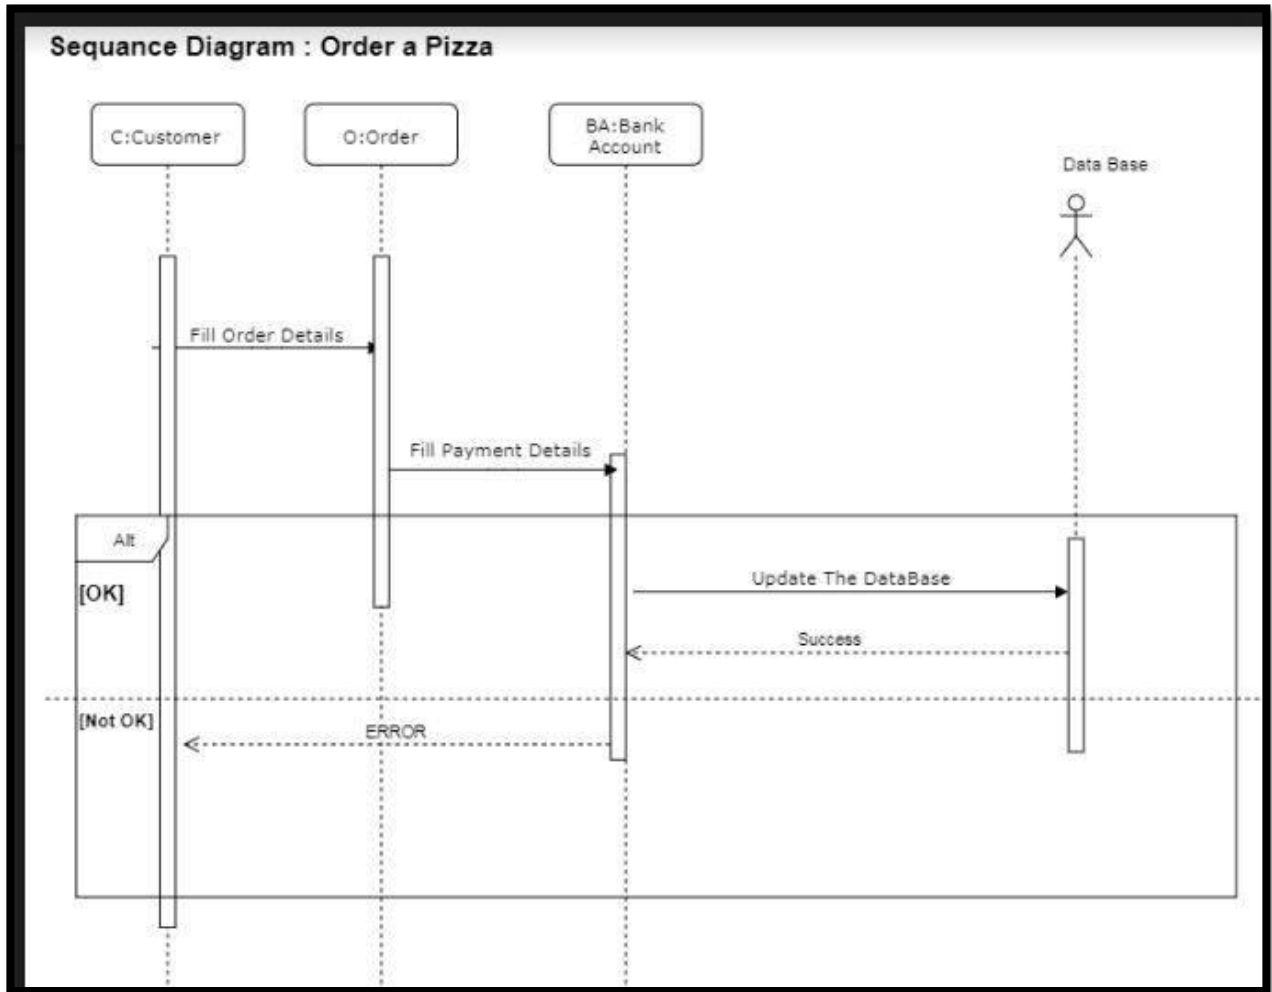 Sequance Diagram : Order a Pizza
C:Customer
O:Order
BA:Bank
Account
Data Base
Fill Order Details
Fill Payment Details
Alt
[OK]
Update The DataBase
Success
[Not OK]
ERROR